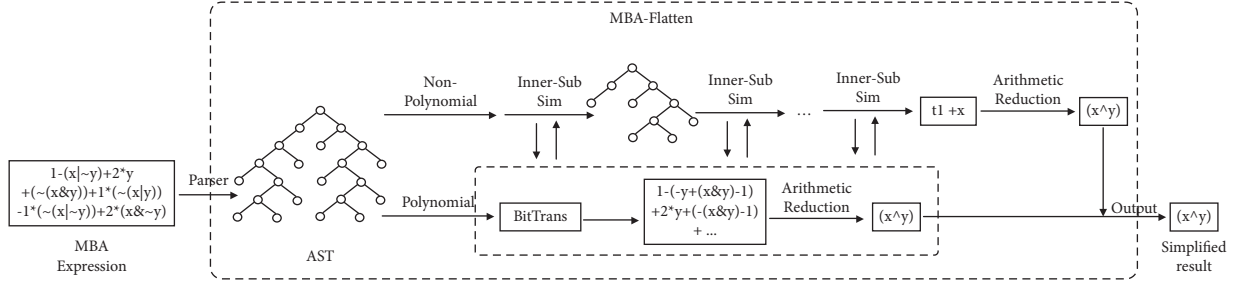 MBA-Flatten
Non-
Polynomial
Inner-Sub
Sim
Inner-Sub
Sim
...
Inner-Sub
Sim
t1 +x
Arithmetic
Reduction
(x^y)
1-(x|~y)+2*y
+(~(x&y))+1*(~(x|y))
-1*(~(x|~y))+2*(x&~y)
MBA
Expression
Parser
AST
Polynomial
BitTrans
1-(-y+(x&y)-1)
+2*y+(-(x&y)-1)
+ ...
Arithmetic
Reduction
(x^y)
Output
(x^y)
Simplified
result